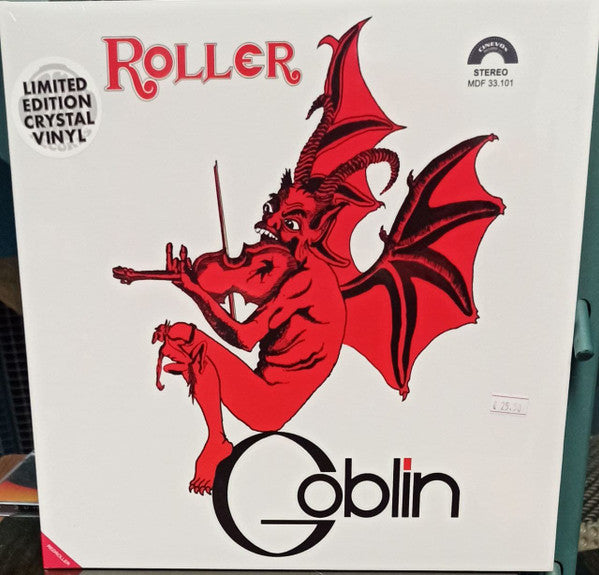 ROLLER
LIMITED
EDITION
CRYSTAL
VINYL
CINEVOX
STEREO
MDF 33.101
Goblin